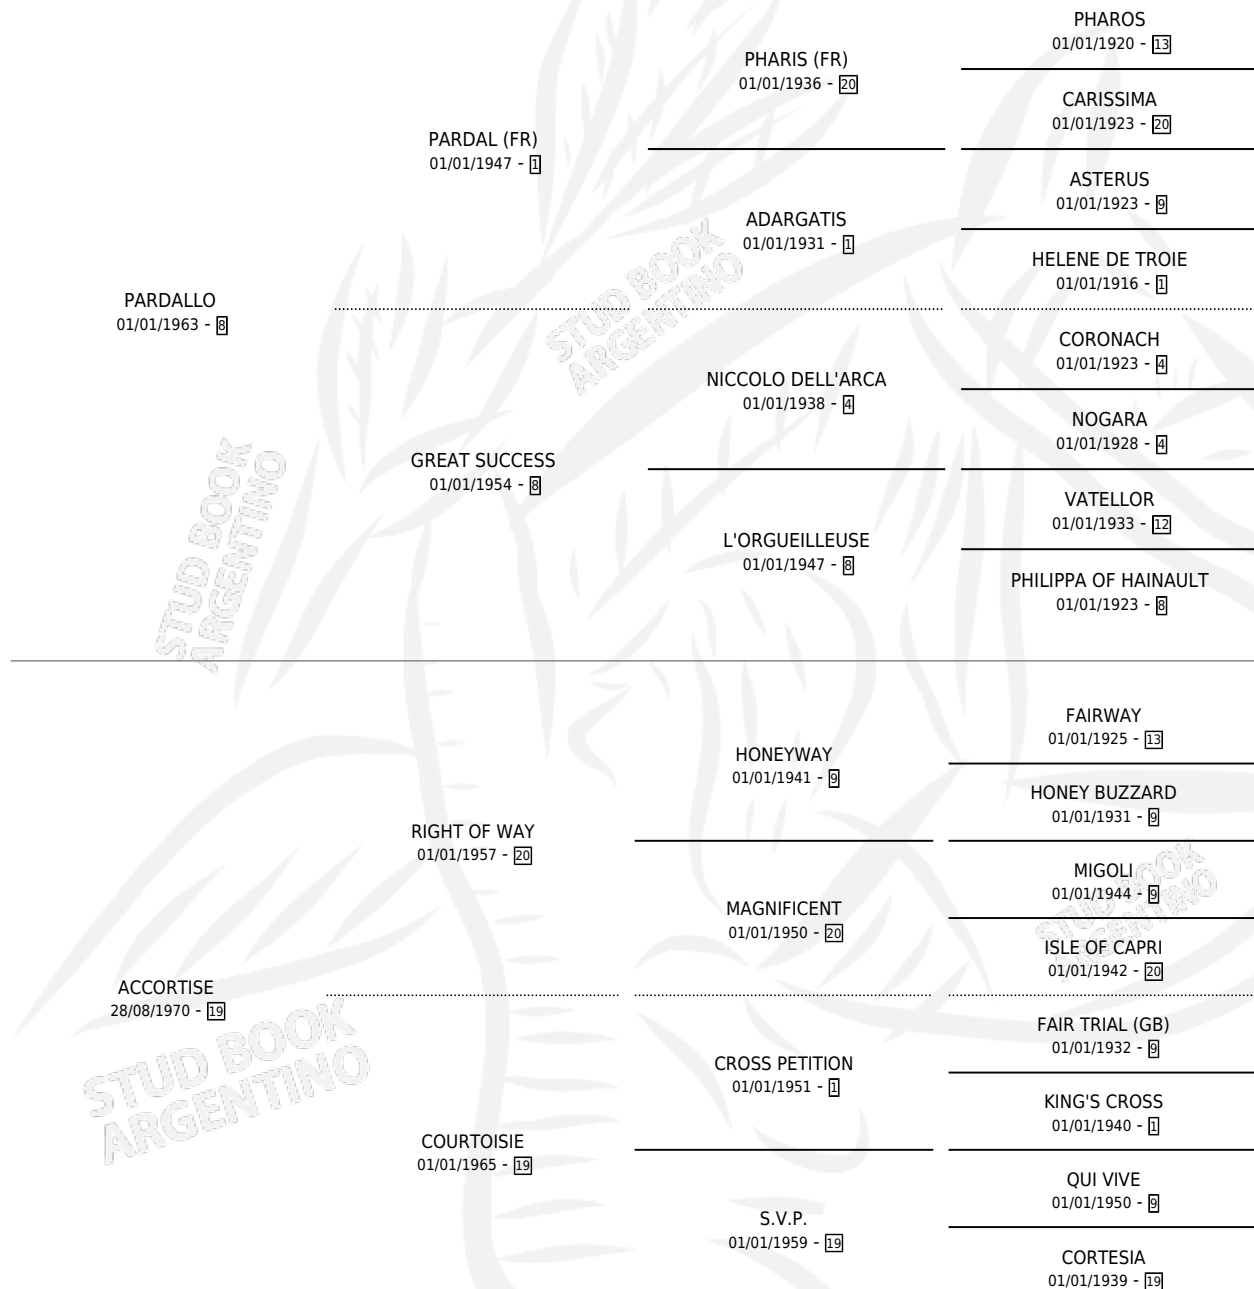 PHAROS
01/01/1920 - 13
PHARIS (FR)
01/01/1936 - 20
CARISSIMA
01/01/1923 - 20
PARDAL (FR)
01/01/1947 - 1
ASTERUS
01/01/1923 - 9
ADARGATIS
01/01/1931 - 1
HELENE DE TROIE
01/01/1916 - 1
PARDALLO
01/01/1963 - 8
STUD BOOK
ARGENTINO
CORONACH
01/01/1923 - 4
NICCOLO DELL'ARCA
01/01/1938 - 4
NOGARA
01/01/1928 - 4
GREAT SUCCESS
01/01/1954 - 8
STUD BOOK
ARGENTINO
VATELLOR
01/01/1933 - 12
L'ORGUEILLEUSE
01/01/1947 - 8
PHILIPPA OF HAINAULT
01/01/1923 - 8
FAIRWAY
01/01/1925 - 13
HONEYWAY
01/01/1941 - 9
HONEY BUZZARD
01/01/1931 - 9
RIGHT OF WAY
01/01/1957 - 20
MIGOLI
01/01/1944 - 9
STUD BOOK
ARGENTINO
MAGNIFICENT
01/01/1950 - 20
ISLE OF CAPRI
01/01/1942 - 20
ACCORTISE
28/08/1970 - 19
STUD BOOK
ARGENTINO
FAIR TRIAL (GB)
01/01/1932 - 9
CROSS PETITION
01/01/1951 - 1
KING'S CROSS
01/01/1940 - 1
COURTOISIE
01/01/1965 - 19
QUI VIVE
01/01/1950 - 9
S.V.P.
01/01/1959 - 19
CORTESIA
01/01/1939 - 19